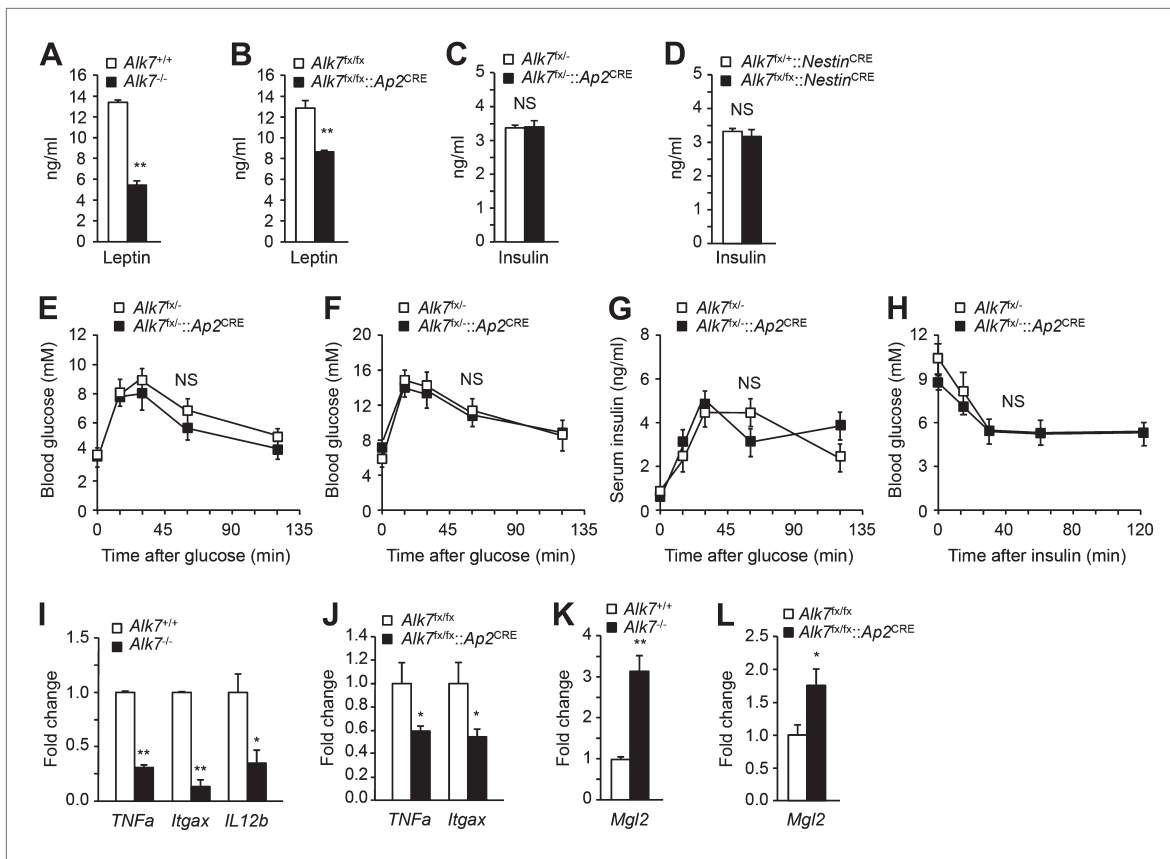 A
Alk7+/+
Alk7-/-
16
14
12
10
8
6
4
2
0
ng/ml
**
Leptin
B
Alk7fx/fx
Alk7fx/fx::Ap2CRE
16
14
12
10
8
6
4
2
0
ng/ml
**
Leptin
C
Alk7fx/-
Alk7fx/-::Ap2CRE
5
4
3
2
1
0
ng/ml
NS
Insulin
D
Alk7fx/+::NestinCRE
Alk7fx/fx::NestinCRE
5
4
3
2
1
0
ng/ml
NS
Insulin
E
Alk7fx/-
Alk7fx/-::Ap2CRE
12
10
8
6
4
2
0
Blood glucose (mM)
NS
0 45 90 135
Time after glucose (min)
F
Alk7fx/-
Alk7fx/-::Ap2CRE
20
16
12
8
4
0
Blood glucose (mM)
NS
0 45 90 135
Time after glucose (min)
G
Alk7fx/-
Alk7fx/-::Ap2CRE
8
6
4
2
0
Serum insulin (ng/ml)
NS
0 45 90 135
Time after glucose (min)
H
Alk7fx/-
Alk7fx/-::Ap2CRE
12
9
6
3
0
Blood glucose (mM)
NS
0 40 80 120
Time after insulin (min)
I
Alk7+/+
Alk7-/-
1.5
1.0
0.5
0.0
Fold change
**
**
*
TNFa Itgax IL12b
J
Alk7fx/fx
Alk7fx/fx::Ap2CRE
1.4
1.2
1.0
0.8
0.6
0.4
0.2
0.0
Fold change
*
*
TNFa Itgax
K
Alk7+/+
Alk7-/-
4
3
2
1
0
Fold change
**
Mgl2
L
Alk7fx/fx
Alk7fx/fx::Ap2CRE
2.5
2.0
1.5
1.0
0.5
0.0
Fold change
*
Mgl2